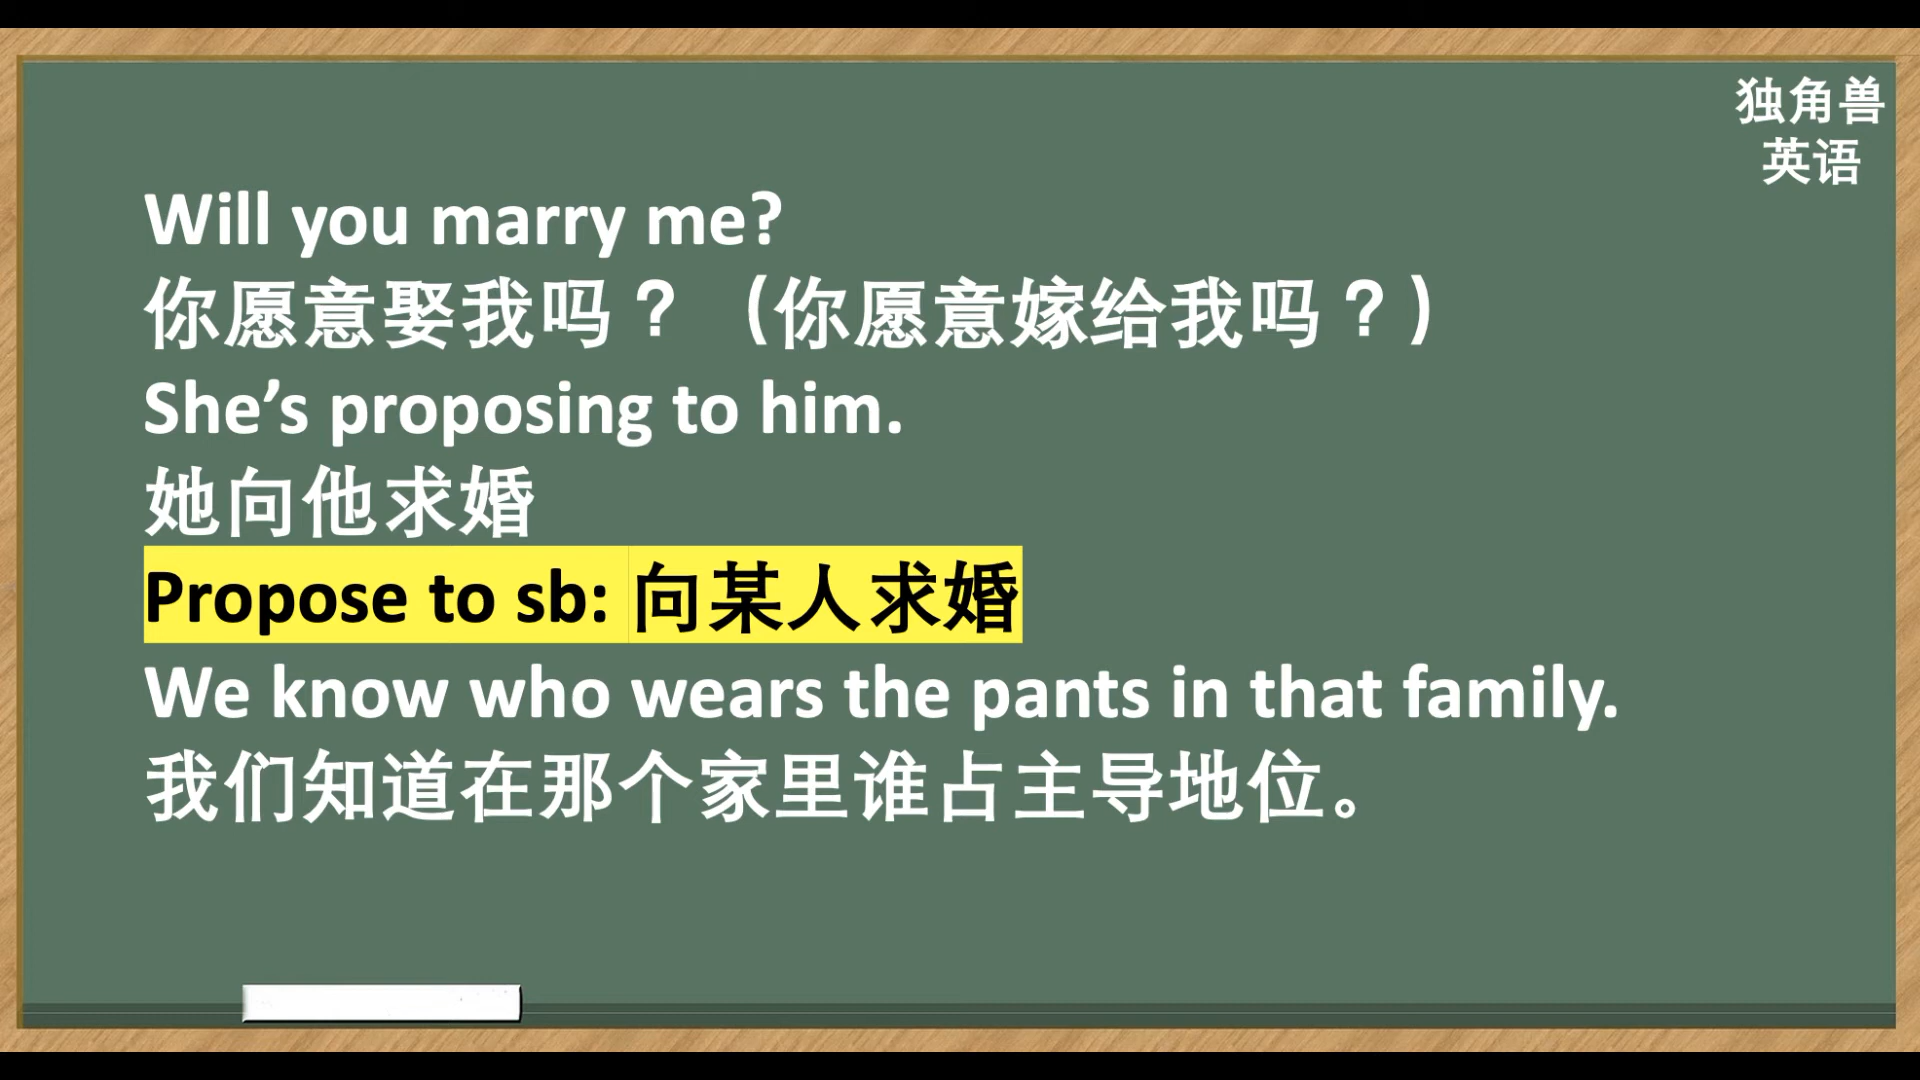 独角兽
英语
Will you marry me?
你愿意娶我吗？（你愿意嫁给我吗？）
She’s proposing to him.
她向他求婚
Propose to sb: 向某人求婚
We know who wears the pants in that family.
我们知道在那个家里谁占主导地位。